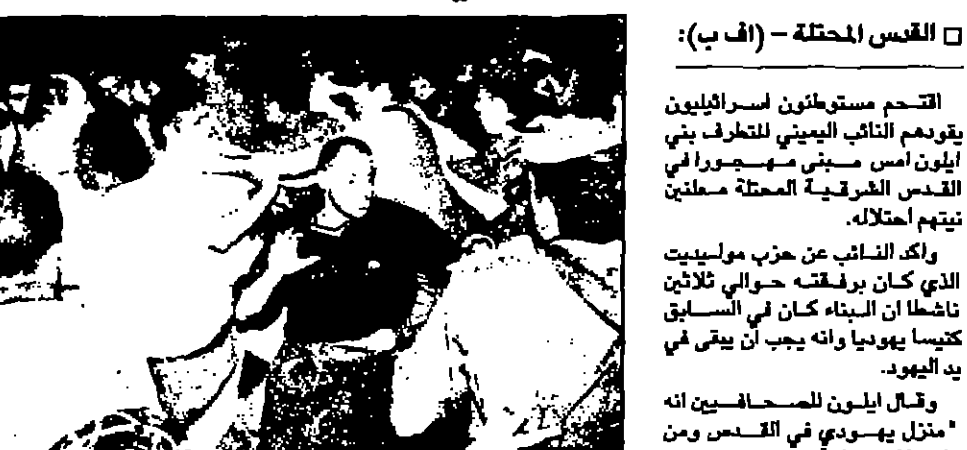 □ القدس المحتلة – (اف ب):
اقتحم مستوطنون اسرائيليون
يقودهم النائب اليميني المتطرف بني
ايلون امس مبنى مهجورا في
القدس الشرقية المحتلة معلنين
نيتهم احتلاله.
واكد النائب عن حزب موليديت
الذي كان برفقته حوالي ثلاثين
ناشطا ان البناء كان في السابق
كنيسا يهوديا وانه يجب أن يبقى في
يد اليهود.
وقال ايلون للصحافيين انه
"منزل يهودي في القدس ومن